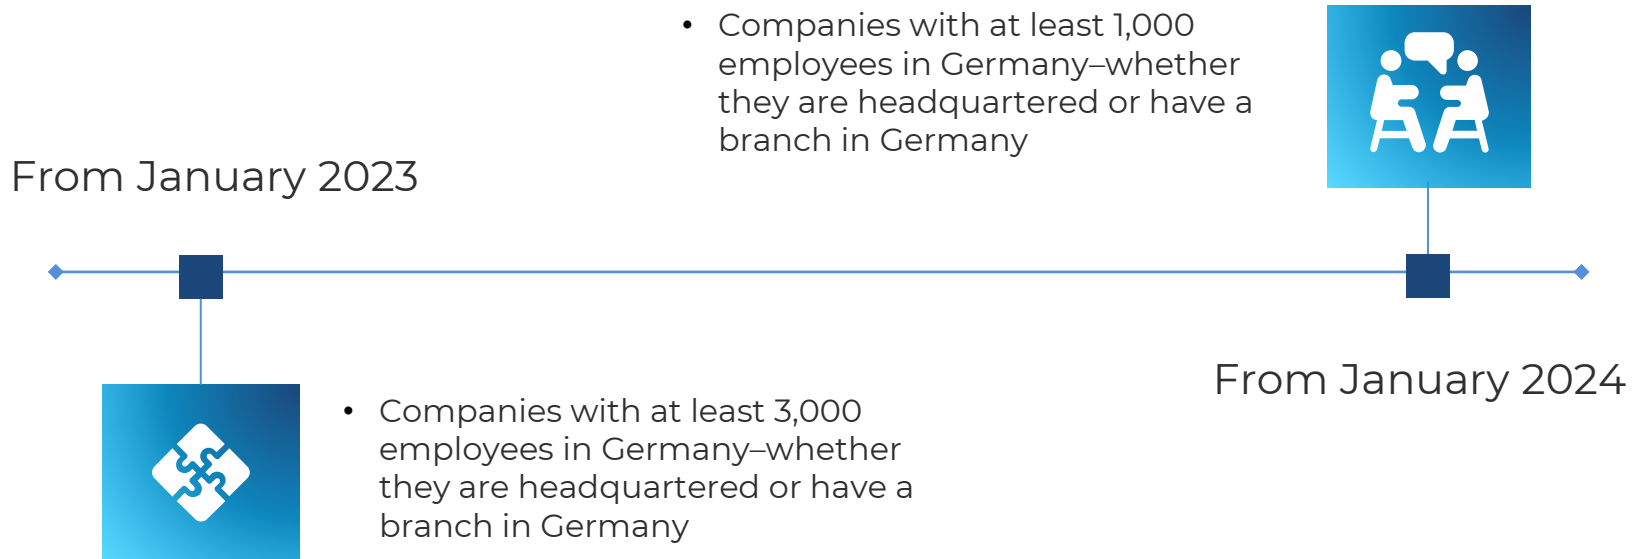 From January 2023
• Companies with at least 3,000
employees in Germany–whether
they are headquartered or have a
branch in Germany
• Companies with at least 1,000
employees in Germany–whether
they are headquartered or have a
branch in Germany
From January 2024